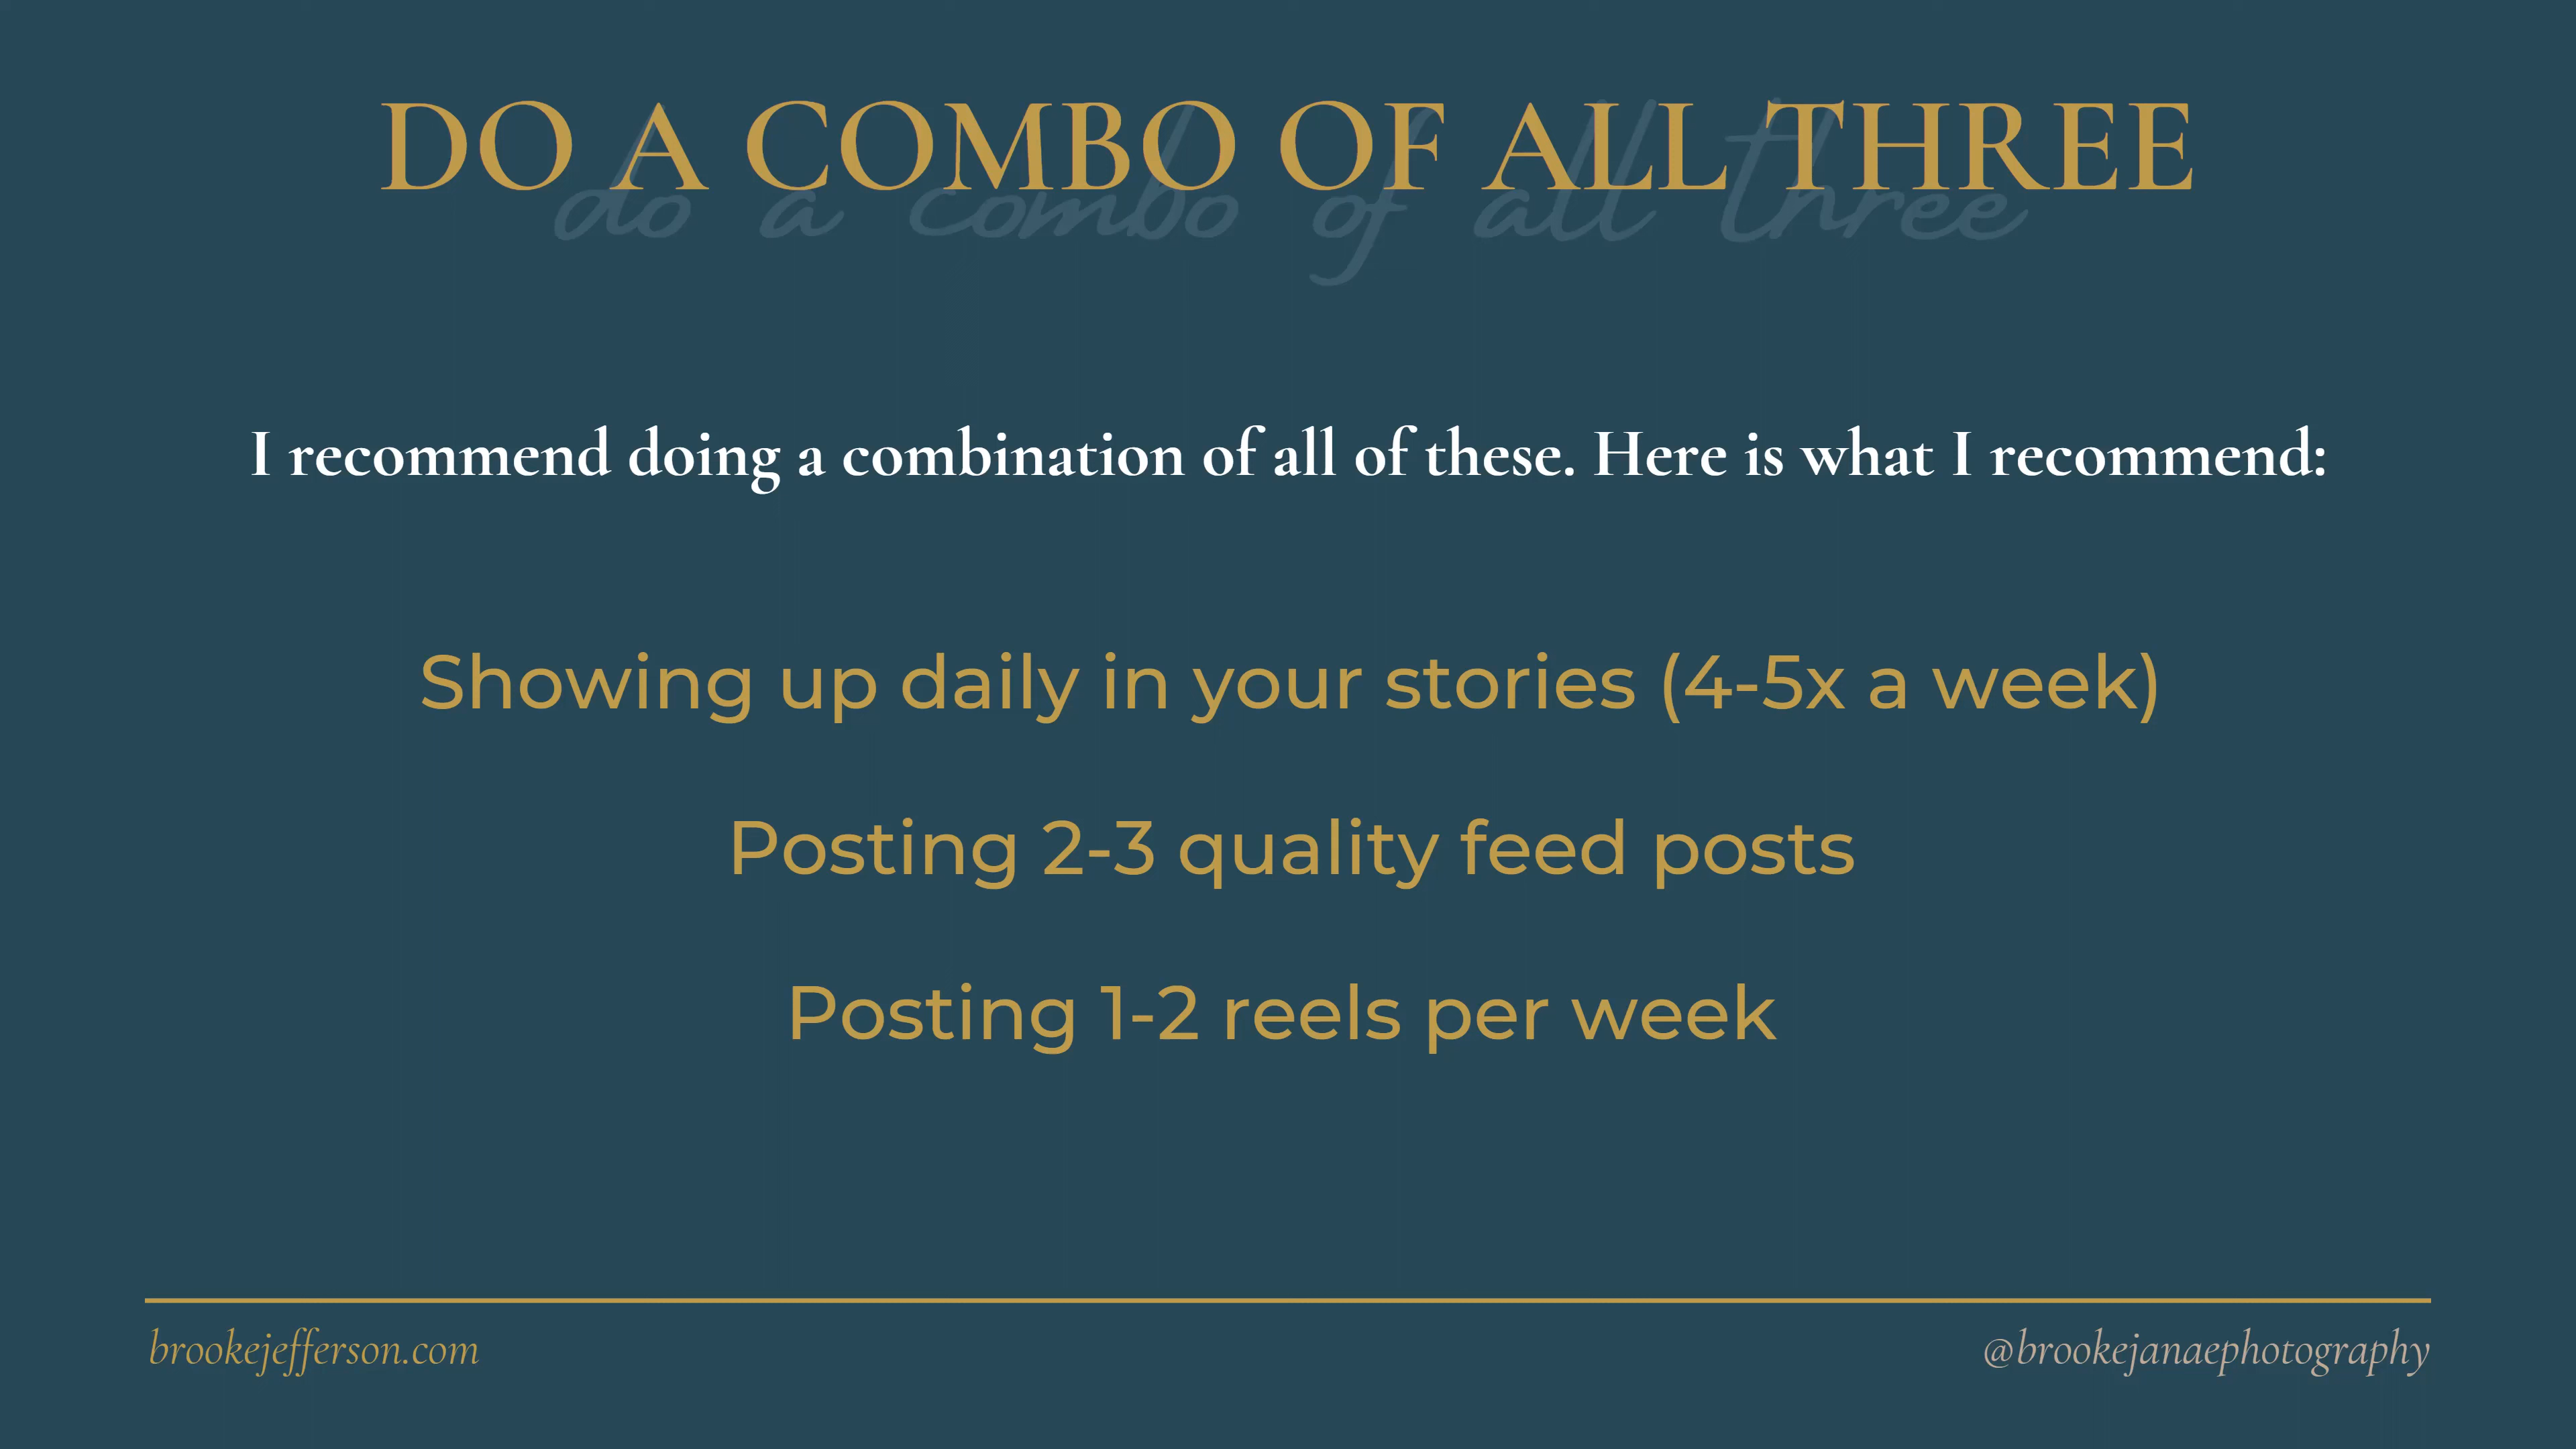 DO A COMBO OF ALL THREE
do a combo of all three
I recommend doing a combination of all of these. Here is what I recommend:
Showing up daily in your stories (4-5x a week)
Posting 2-3 quality feed posts
Posting 1-2 reels per week
brookejefferson.com
@brookejanaephotography